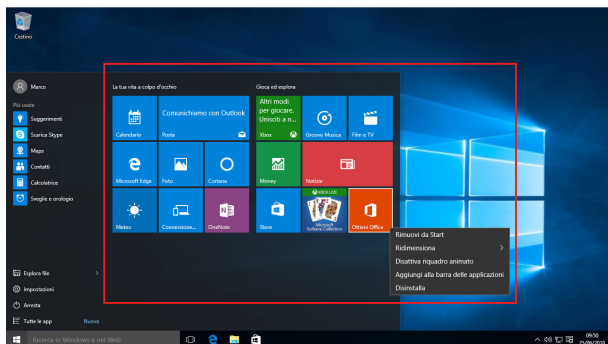 Cestino
Marco
Più usate
Suggerimenti
Scarica Skype
Maps
Contatti
Calcolatrice
Sveglie e orologio
Esplora file
Impostazioni
Arresta
Tutte le app
Nuova
La tua vita a colpo d'occhio
Calendario
Comunichiamo con Outlook
Posta
Microsoft Edge
Foto
Cortana
Meteo
Connessione...
OneNote
Gioca ed esplora
Altri modi
per giocare.
Unisciti a n...
Xbox
Groove Musica
Film e TV
Money
Notizie
Store
XBOX LIVE
Microsoft
Solitaire Collection
Ottieni Office
Rimuovi da Start
Ridimensiona
Disattiva riquadro animato
Aggiungi alla barra delle applicazioni
Disinstalla
Ricerca in Windows e nel Web
09:50
25/06/2018